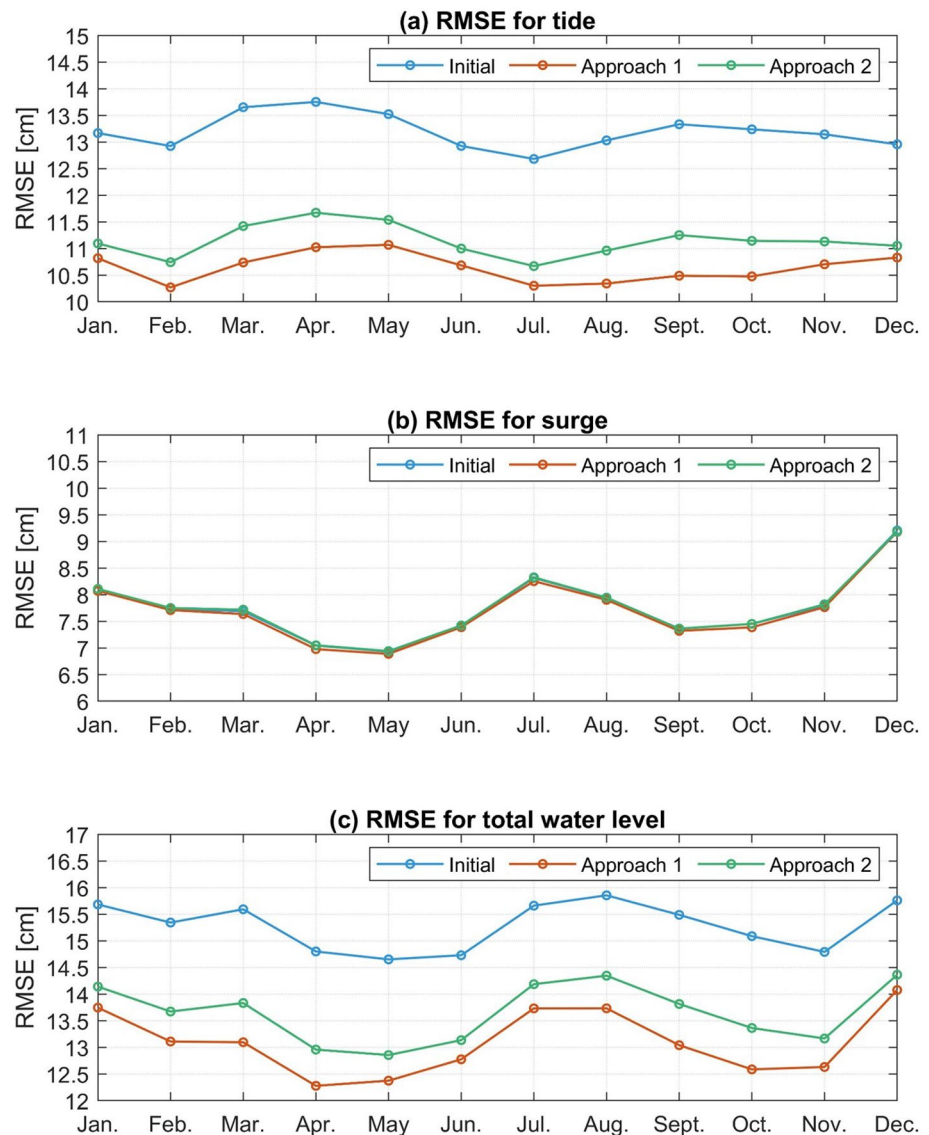 (a) RMSE for tide
15
14.5
14
13.5
13
12.5
12
11.5
11
10.5
10
RMSE [cm]
Initial Approach 1 Approach 2
Jan. Feb. Mar. Apr. May Jun. Jul. Aug. Sept. Oct. Nov. Dec.
(b) RMSE for surge
11
10.5
10
9.5
9
8.5
8
7.5
7
6.5
6
RMSE [cm]
Initial Approach 1 Approach 2
Jan. Feb. Mar. Apr. May Jun. Jul. Aug. Sept. Oct. Nov. Dec.
(c) RMSE for total water level
17
16.5
16
15.5
15
14.5
14
13.5
13
12.5
12
RMSE [cm]
Initial Approach 1 Approach 2
Jan. Feb. Mar. Apr. May Jun. Jul. Aug. Sept. Oct. Nov. Dec.